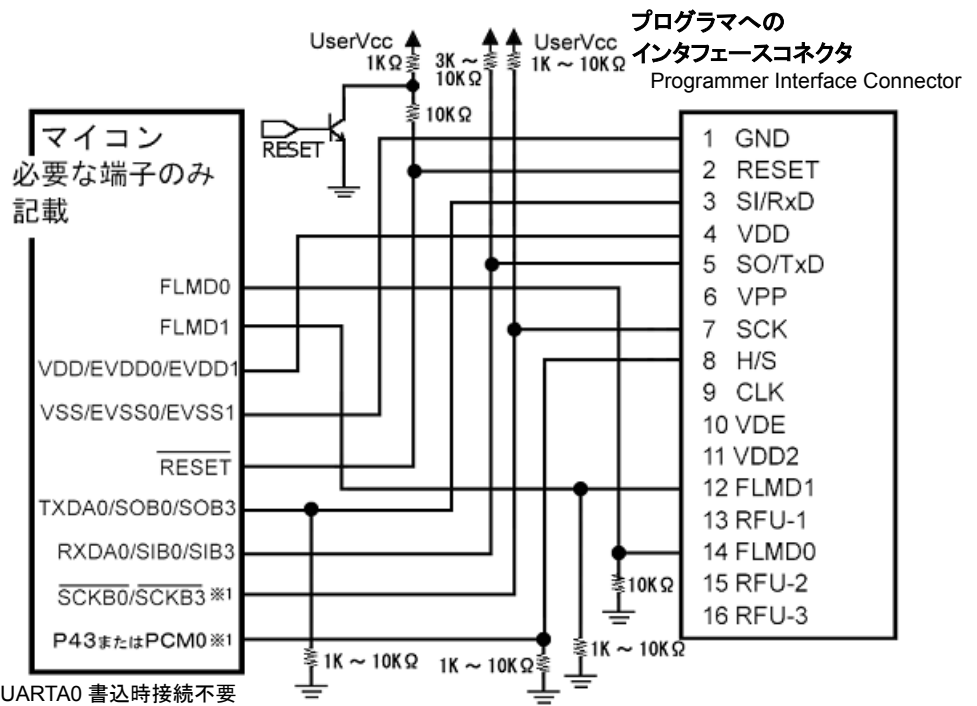 プログラマへの
インタフェースコネクタ
Programmer Interface Connector
UserVcc
1KΩ
3K ～
10KΩ
UserVcc
1K ～ 10KΩ
10KΩ
RESET
マイコン
必要な端子のみ
記載
FLMD0
FLMD1
VDD/EVDD0/EVDD1
VSS/EVSS0/EVSS1
RESET
TXDA0/SOB0/SOB3
RXDA0/SIB0/SIB3
SCKB0/SCKB3 ※1
P43またはPCM0 ※1
1 GND
2 RESET
3 SI/RxD
4 VDD
5 SO/TxD
6 VPP
7 SCK
8 H/S
9 CLK
10 VDE
11 VDD2
12 FLMD1
13 RFU-1
14 FLMD0
15 RFU-2
16 RFU-3
10KΩ
1K ～ 10KΩ
1K ～ 10KΩ
1K ～ 10KΩ
UARTA0 書込時接続不要